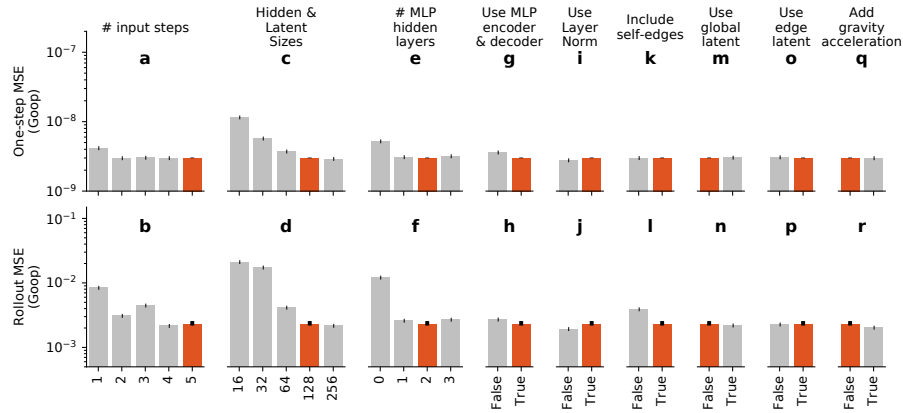 # input steps
Hidden &
Latent
Sizes
# MLP
hidden
layers
Use MLP
encoder
& decoder
Use
Layer
Norm
Include
self-edges
Use
global
latent
Use
edge
latent
Add
gravity
acceleration
a
c
e
g
i
k
m
o
q
One-step MSE
(Goop)
10⁻⁷
10⁻⁸
10⁻⁹
b
d
f
h
j
l
n
p
r
Rollout MSE
(Goop)
10⁻¹
10⁻²
10⁻³
1 2 3 4 5
16 32 64 128 256
0 1 2 3
False True
False True
False True
False True
False True
False True